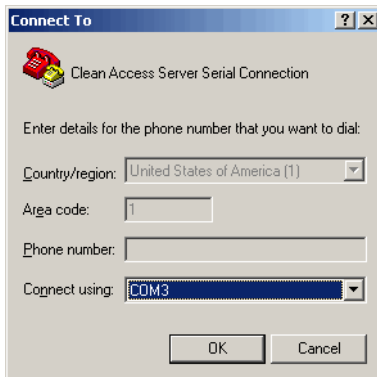 Connect To
Clean Access Server Serial Connection
Enter details for the phone number that you want to dial:
Country/region: United States of America (1)
Area code: 1
Phone number:
Connect using: COM3
OK Cancel